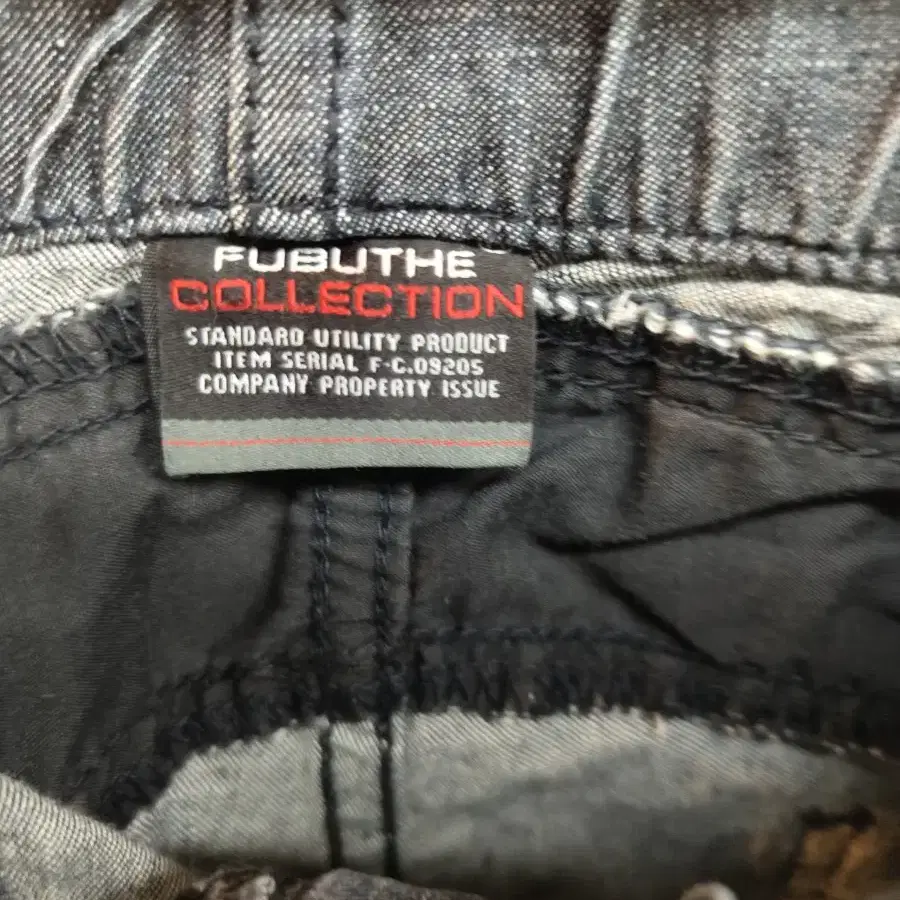 FUBUTHE
COLLECTION
STANDARD UTILITY PRODUCT
ITEM SERIAL F-C.09205
COMPANY PROPERTY ISSUE